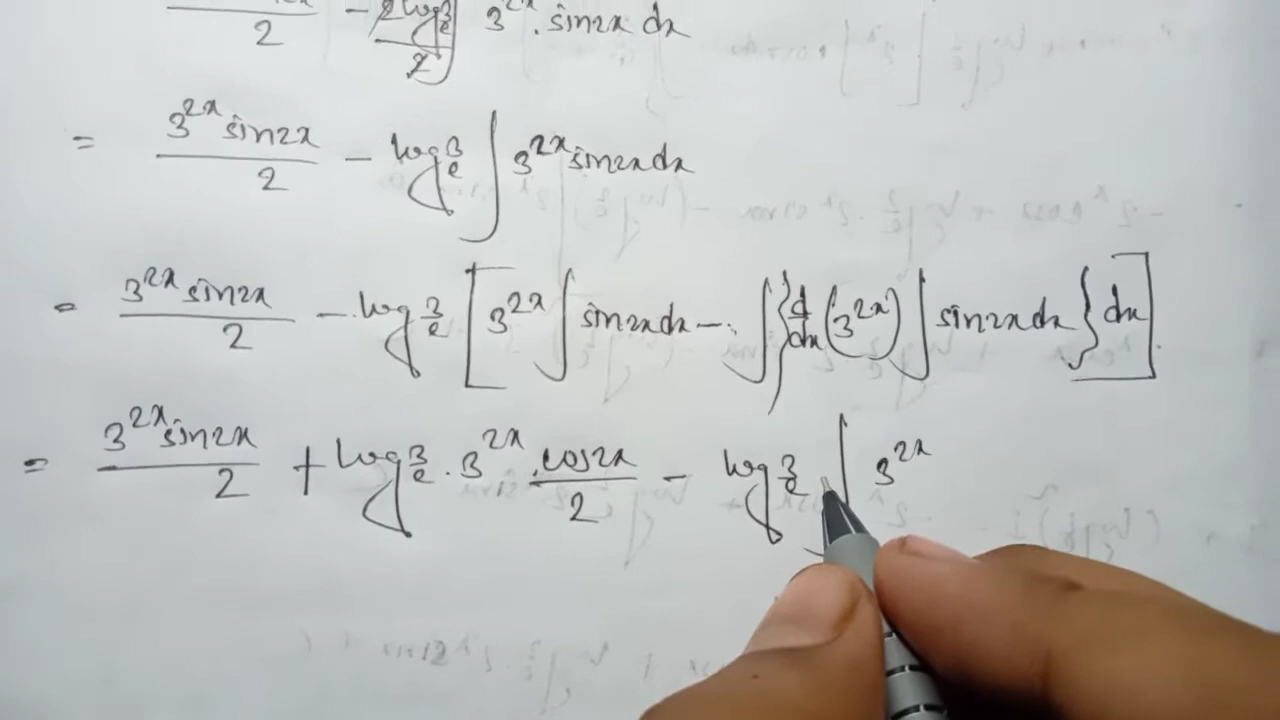 2 - 2log_e 3/2 ∫ 3^{2x}. sin2x dx
= 3^{2x} sin2x / 2 - log_e 3 ∫ 3^{2x} sin2x dx
= 3^{2x} sin2x / 2 - log_e 3 [ 3^{2x} ∫ sin2x dx - ∫ { d/dx (3^{2x}) ∫ sin2x dx } dx ]
= 3^{2x} sin2x / 2 + log_e 3 . 3^{2x} . cos2x / 2 - log_e 3 ∫ 3^{2x}